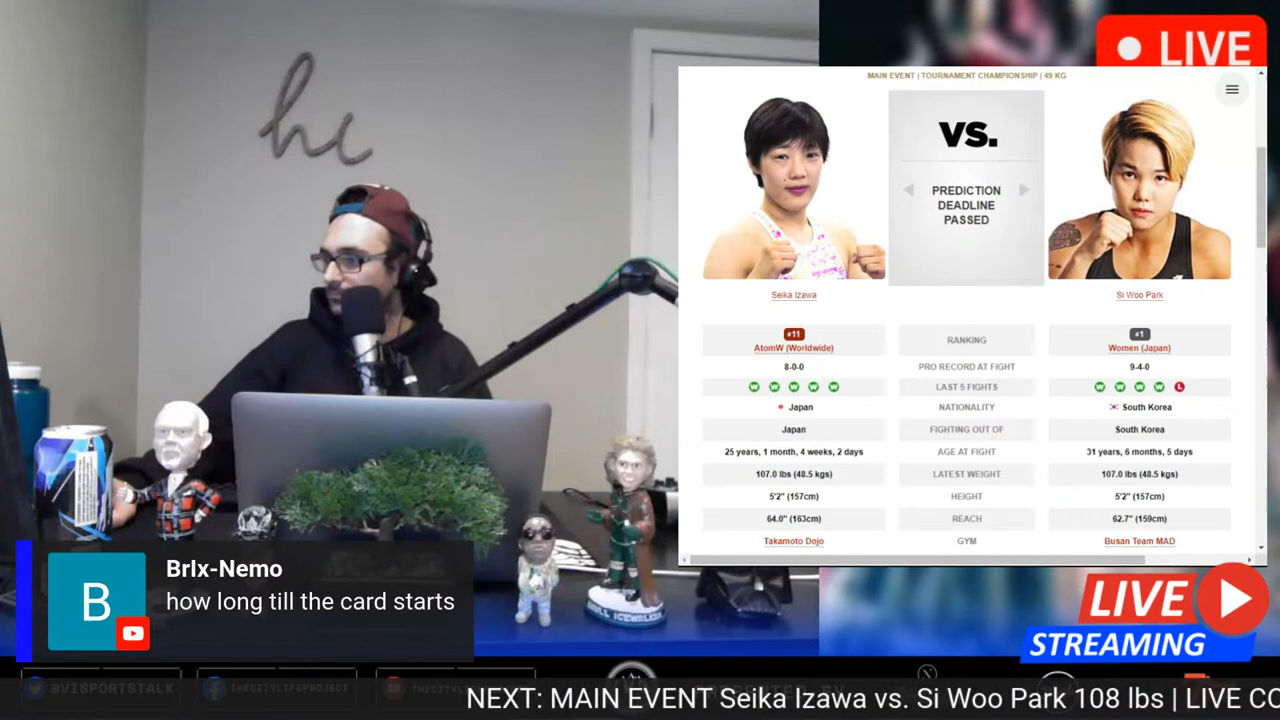 hi
LIVE
MAIN EVENT | TOURNAMENT CHAMPIONSHIP | 49 KG
VS.
PREDICTION
DEADLINE
PASSED
Seika Izawa
Si Woo Park
#11
RANKING
#1
AtomW (Worldwide)
Women (Japan)
8-0-0
PRO RECORD AT FIGHT
9-4-0
W W W W W
LAST 5 FIGHTS
W W W W L
Japan
NATIONALITY
South Korea
Japan
FIGHTING OUT OF
South Korea
25 years, 1 month, 4 weeks, 2 days
AGE AT FIGHT
31 years, 6 months, 5 days
107.0 lbs (48.5 kgs)
LATEST WEIGHT
107.0 lbs (48.5 kgs)
5'2" (157cm)
HEIGHT
5'2" (157cm)
64.0" (163cm)
REACH
62.7" (159cm)
Takamoto Dojo
GYM
Busan Team MAD
B
Brlx-Nemo
how long till the card starts
LIVE
STREAMING
@VISPORTSTALK
THECITYLIFEPROJECT
NEXT: MAIN EVENT Seika Izawa vs. Si Woo Park 108 lbs | LIVE CO